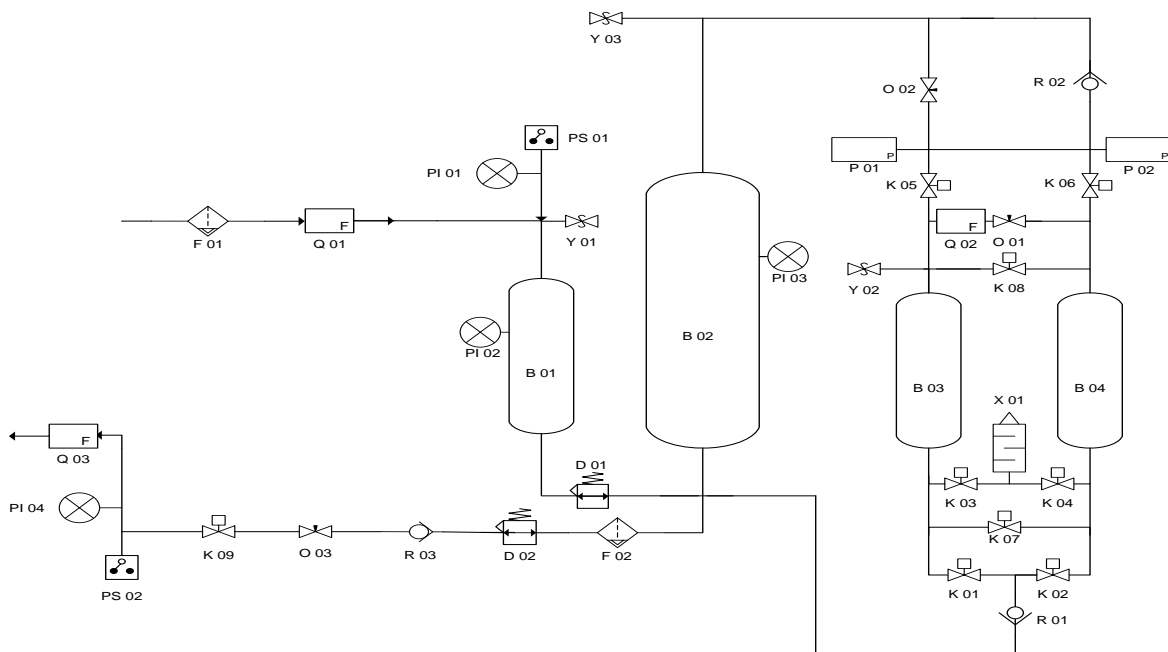 Y 03
O 02
R 02
PS 01
PI 01
P
P 01
P
P 02
K 05
K 06
F
F 01
Q 01
Y 01
F
Q 02
O 01
PI 03
Y 02
K 08
PI 02
B 01
B 02
B 03
B 04
X 01
F
Q 03
D 01
K 03
K 04
PI 04
K 09
O 03
R 03
D 02
F 02
K 07
PS 02
K 01
K 02
R 01